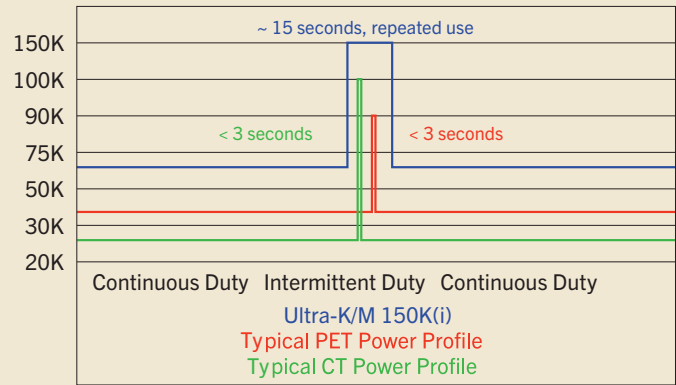 ~ 15 seconds, repeated use
150K
100K
90K
< 3 seconds
< 3 seconds
75K
50K
30K
20K
Continuous Duty Intermittent Duty Continuous Duty
Ultra-K/M 150K(i)
Typical PET Power Profile
Typical CT Power Profile